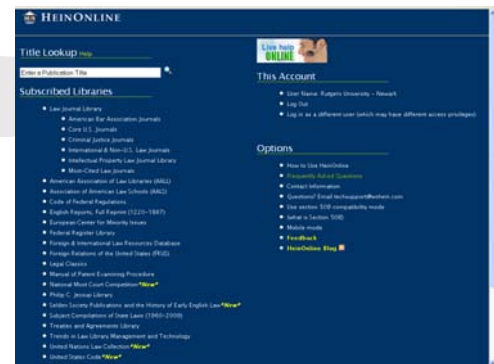 HEINONLINE
Title Lookup Help
Enter a Publication Title
Subscribed Libraries
Law Journal Library
American Bar Association Journals
Core U.S. Journals
Criminal Justice Journals
International & Non-U.S. Law Journals
Intellectual Property Law Journal Library
Most-Cited Law Journals
American Association of Law Libraries (AALL)
Association of American Law Schools (AALS)
Code of Federal Regulations
English Reports, Full Reprint (1220-1867)
European Center for Minority Issues
Federal Register Library
Foreign & International Law Resources Database
Foreign Relations of the United States (FRUS)
Legal Classics
Manual of Patent Examining Procedure
National Moot Court Competition *New*
Philip C. Jessup Library
Selden Society Publications and the History of Early English Law *New*
Subject Compilations of State Laws (1960-2009)
Treaties and Agreements Library
Trends in Law Library Management and Technology
United Nations Law Collection *New*
United States Code *New*
Live help
ONLINE
This Account
User Name: Rutgers University - Newark
Log Out
Log in as a different user (which may have different access privileges)
Options
How to Use HeinOnline
Frequently Asked Questions
Contact Information
Questions? Email techsupport@wshein.com
Use section 508 compatibility mode
(what is Section 508)
Mobile mode
Feedback
HeinOnline Blog